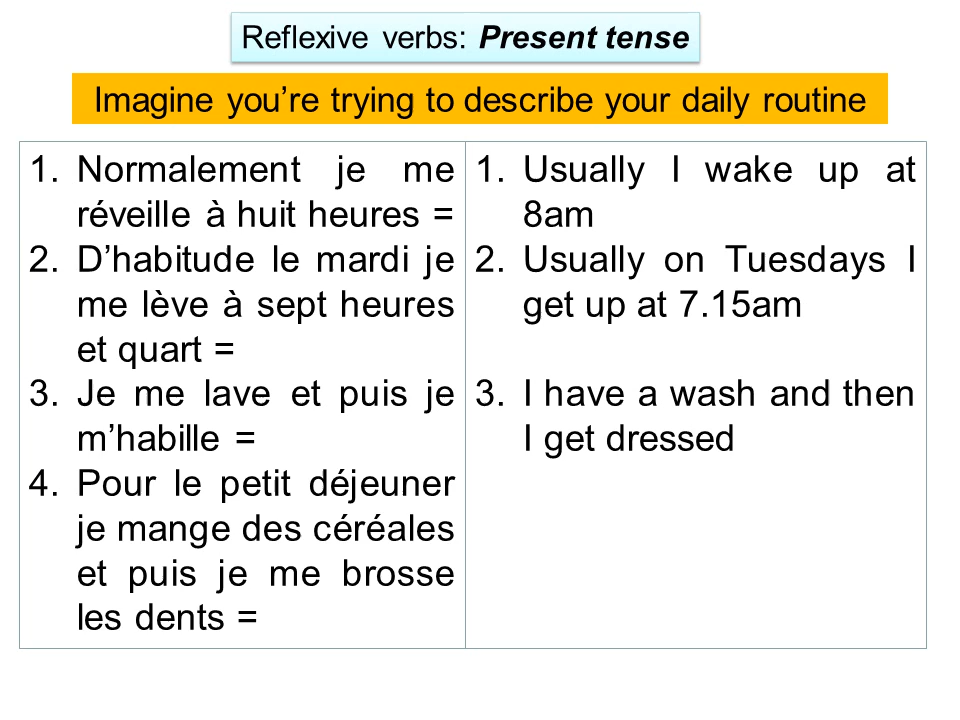 Reflexive verbs: Present tense
Imagine you’re trying to describe your daily routine
1. Normalement je me
réveille à huit heures =
2. D’habitude le mardi je
me lève à sept heures
et quart =
3. Je me lave et puis je
m’habille =
4. Pour le petit déjeuner
je mange des céréales
et puis je me brosse
les dents =
1. Usually I wake up at
8am
2. Usually on Tuesdays I
get up at 7.15am
3. I have a wash and then
I get dressed